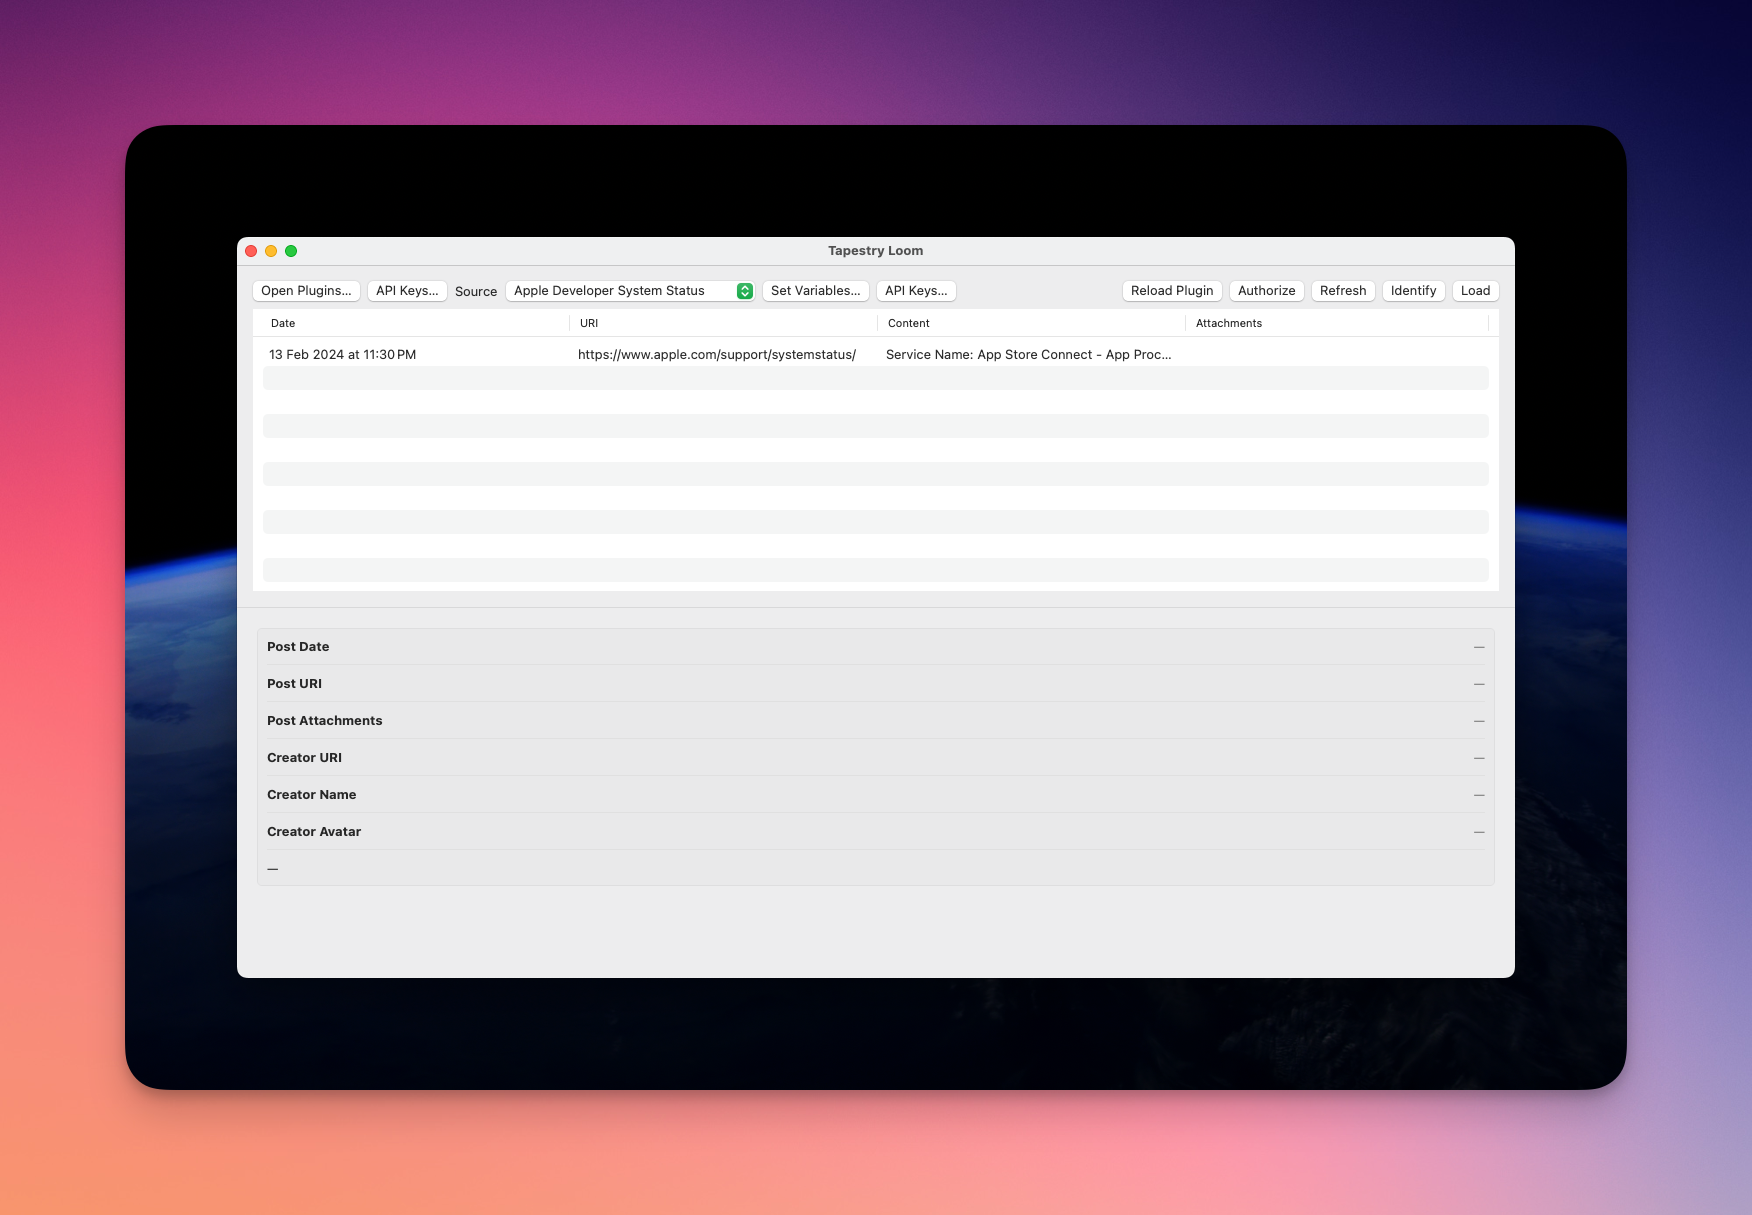 Tapestry Loom
Open Plugins... API Keys... Source Apple Developer System Status Set Variables... API Keys... Reload Plugin Authorize Refresh Identify Load
Date URI Content Attachments
13 Feb 2024 at 11:30 PM https://www.apple.com/support/systemstatus/ Service Name: App Store Connect - App Proc...
Post Date —
Post URI —
Post Attachments —
Creator URI —
Creator Name —
Creator Avatar —
—